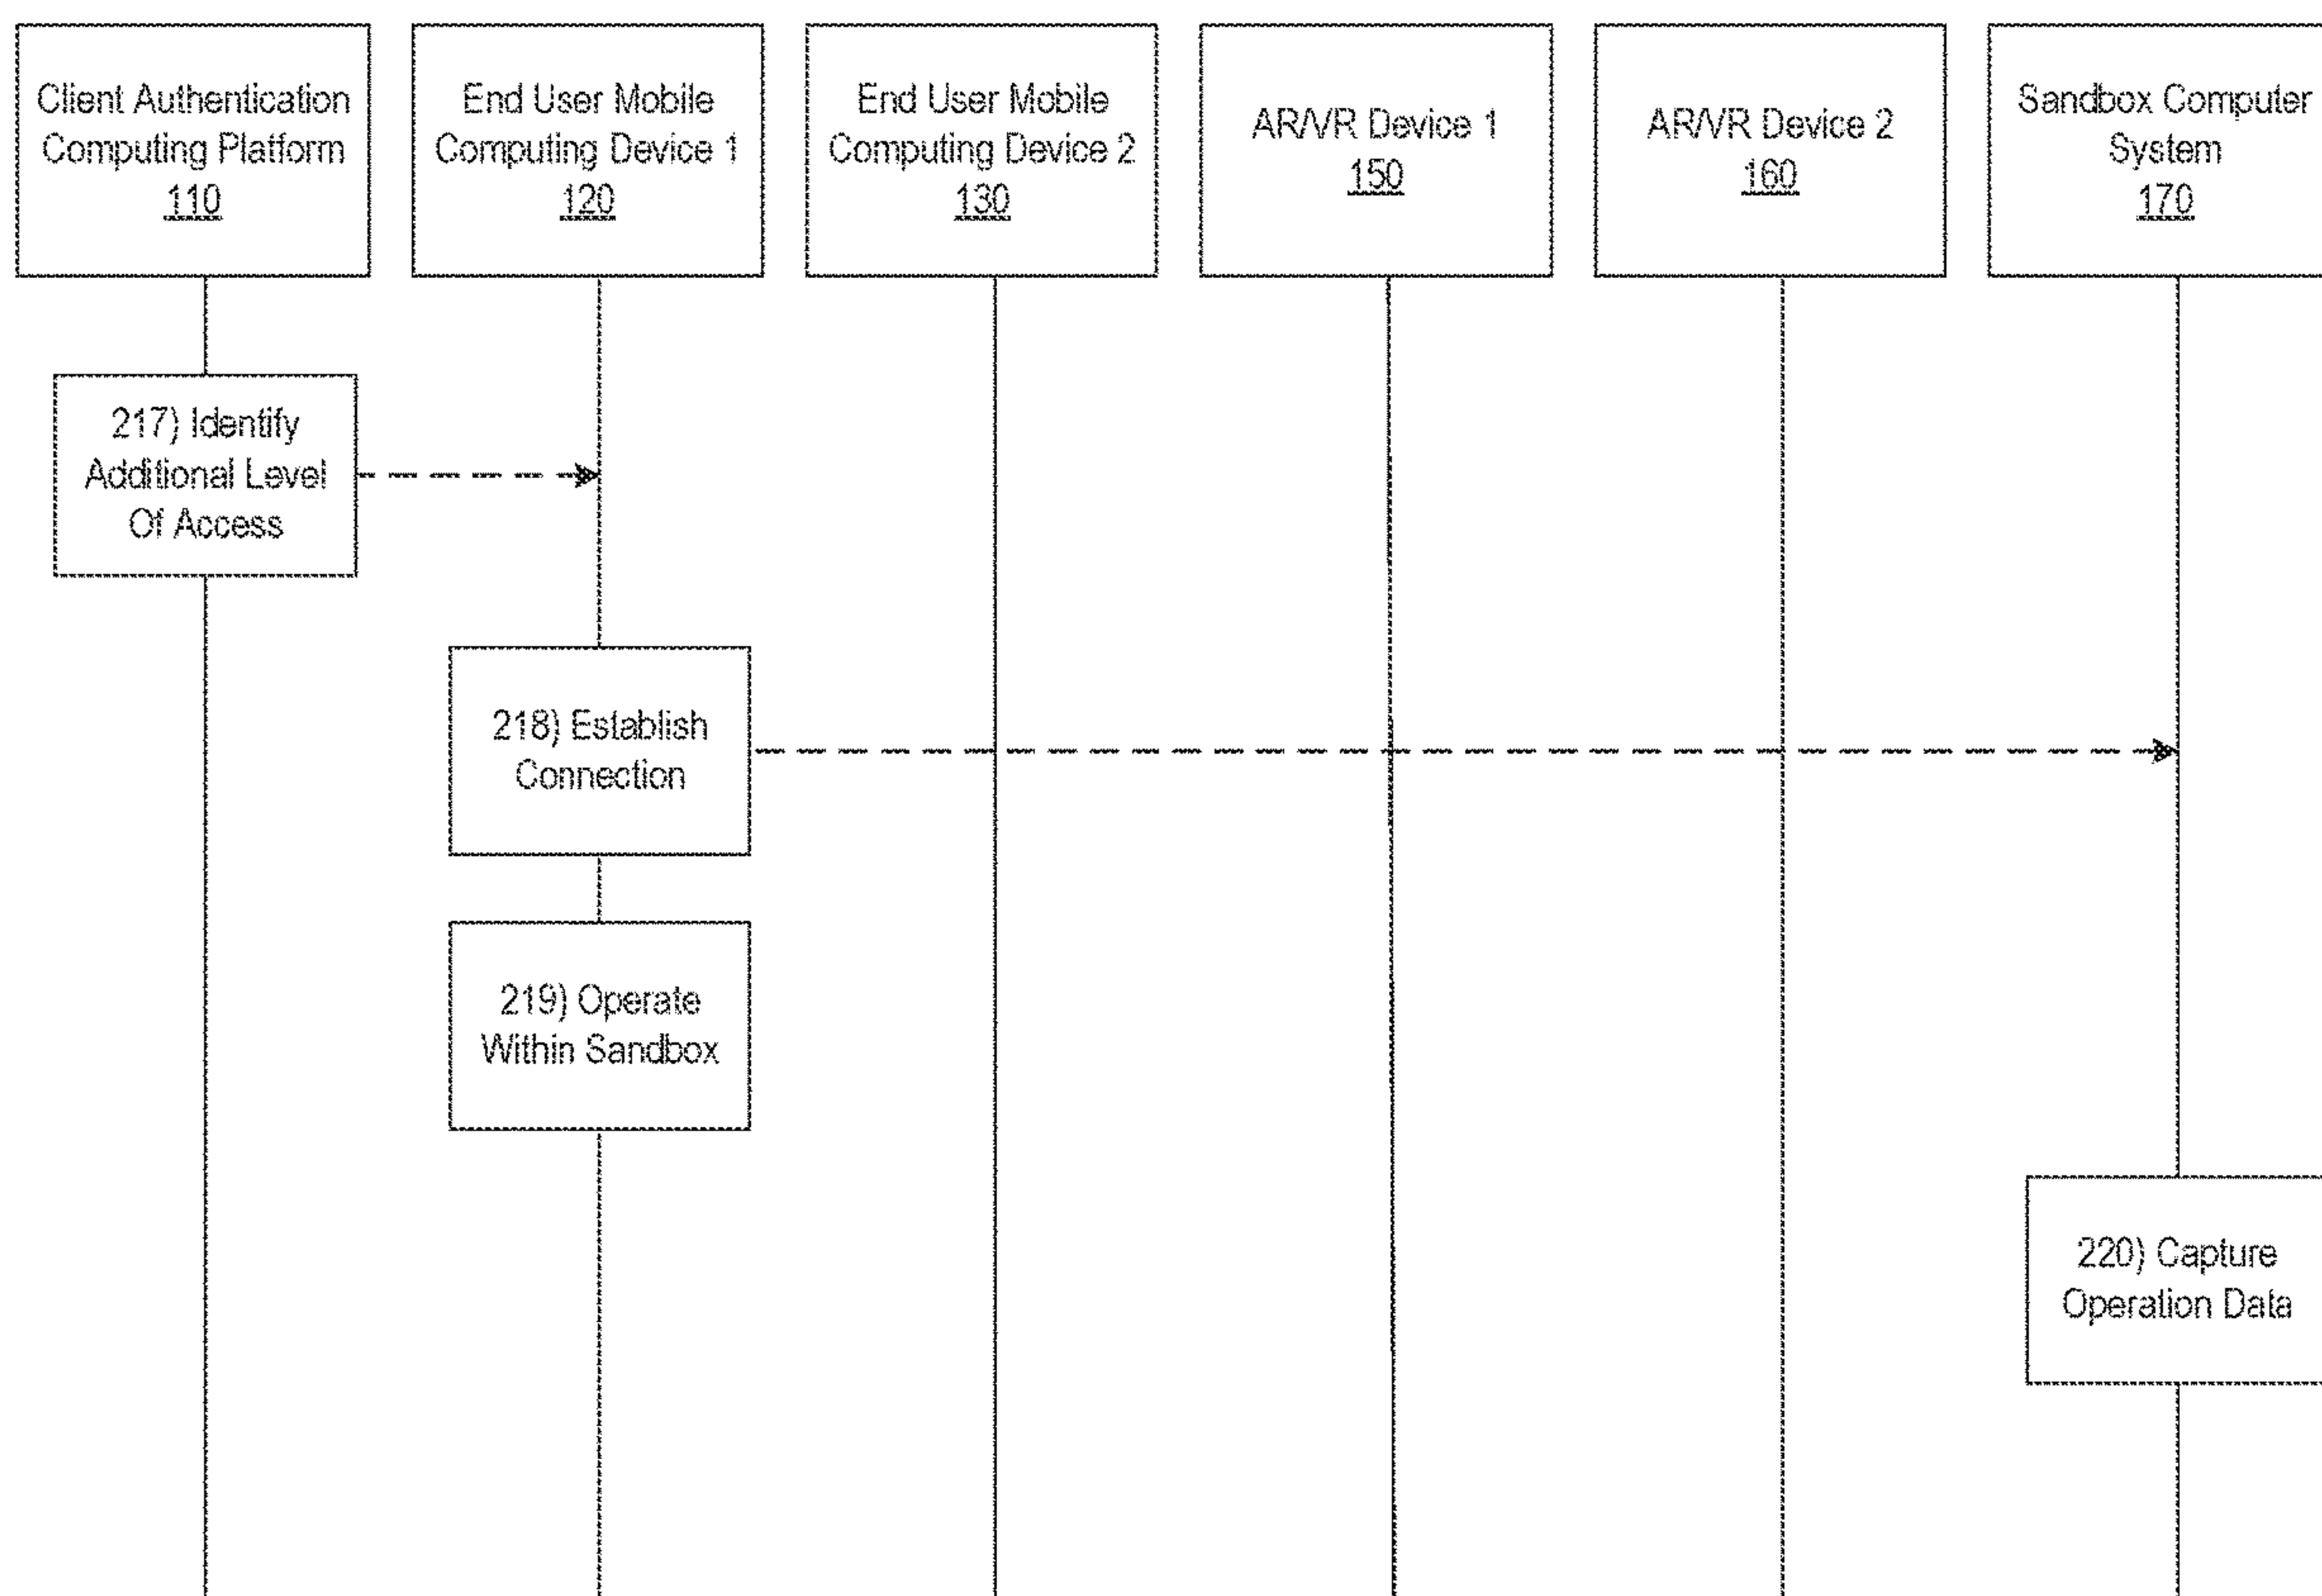 Client Authentication
Computing Platform
110
End User Mobile
Computing Device 1
120
End User Mobile
Computing Device 2
130
AR/VR Device 1
150
AR/VR Device 2
160
Sandbox Computer
System
170
217) Identify
Additional Level
Of Access
218) Establish
Connection
219) Operate
Within Sandbox
220) Capture
Operation Data